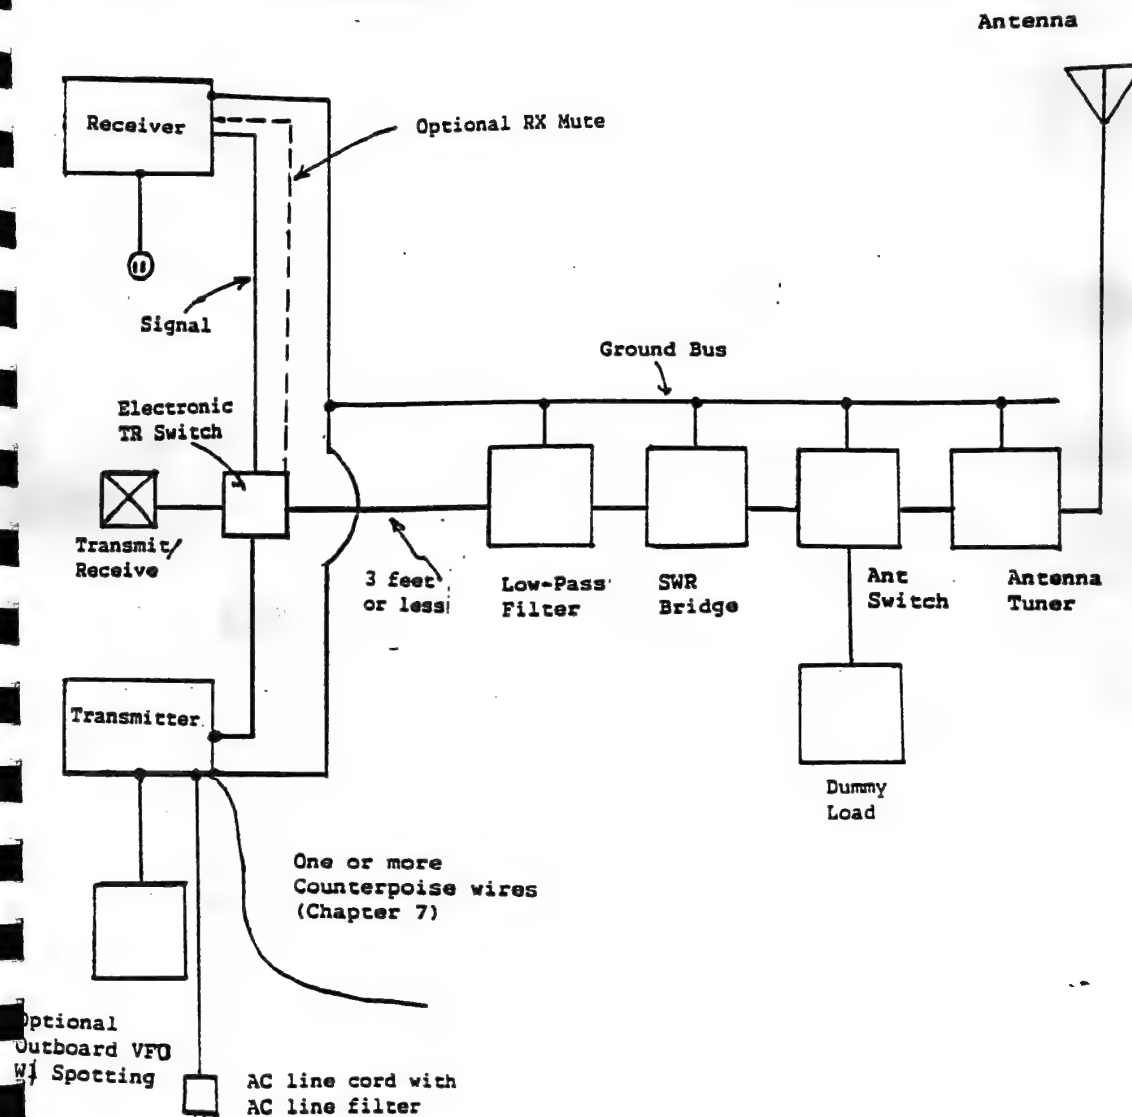 Antenna
Receiver
Optional RX Mute
Signal
Ground Bus
Electronic
TR Switch
Transmit/
Receive
3 feet
or less
Low-Pass
Filter
SWR
Bridge
Ant
Switch
Antenna
Tuner
Transmitter
Dummy
Load
One or more
Counterpoise wires
(Chapter 7)
Optional
Outboard VFO
W/ Spotting
AC line cord with
AC line filter